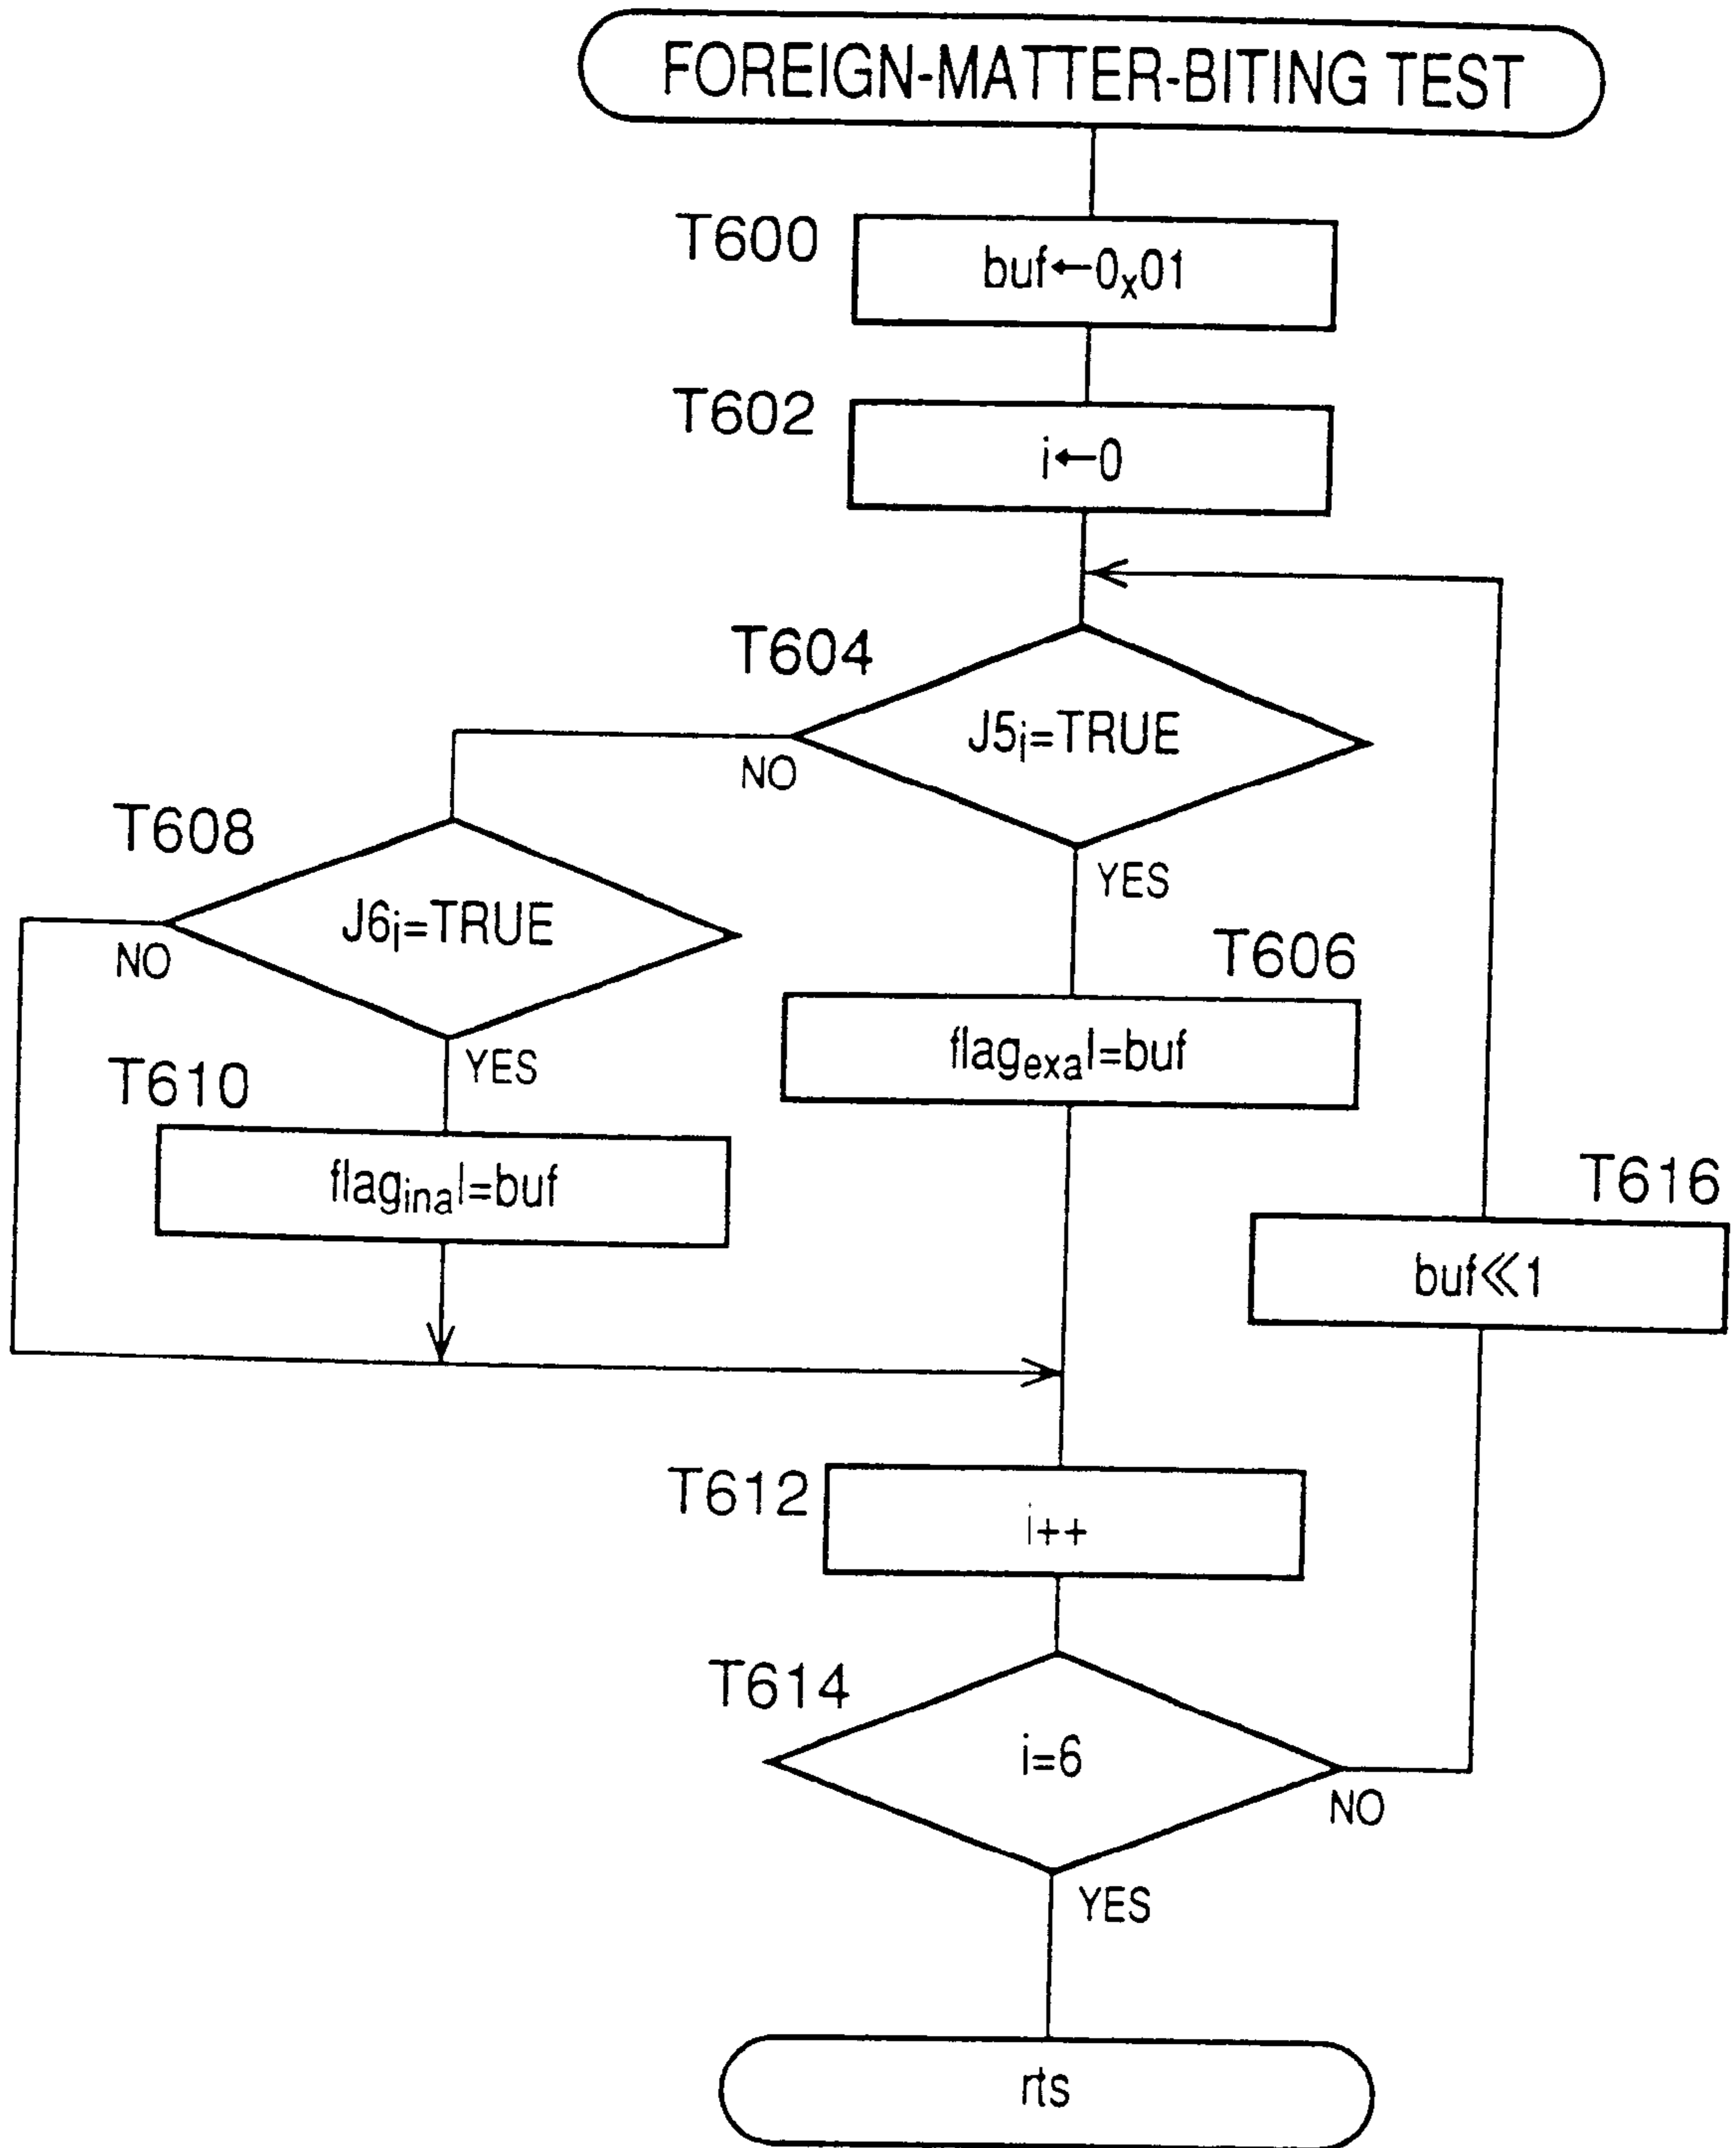 FOREIGN-MATTER-BITING TEST
T600
buf←0x01
T602
i←0
T604
J5i=TRUE
NO
YES
T608
J6i=TRUE
NO
YES
T606
flagexa|=buf
T610
flagina|=buf
T616
buf≪1
T612
i++
T614
i=6
NO
YES
rts